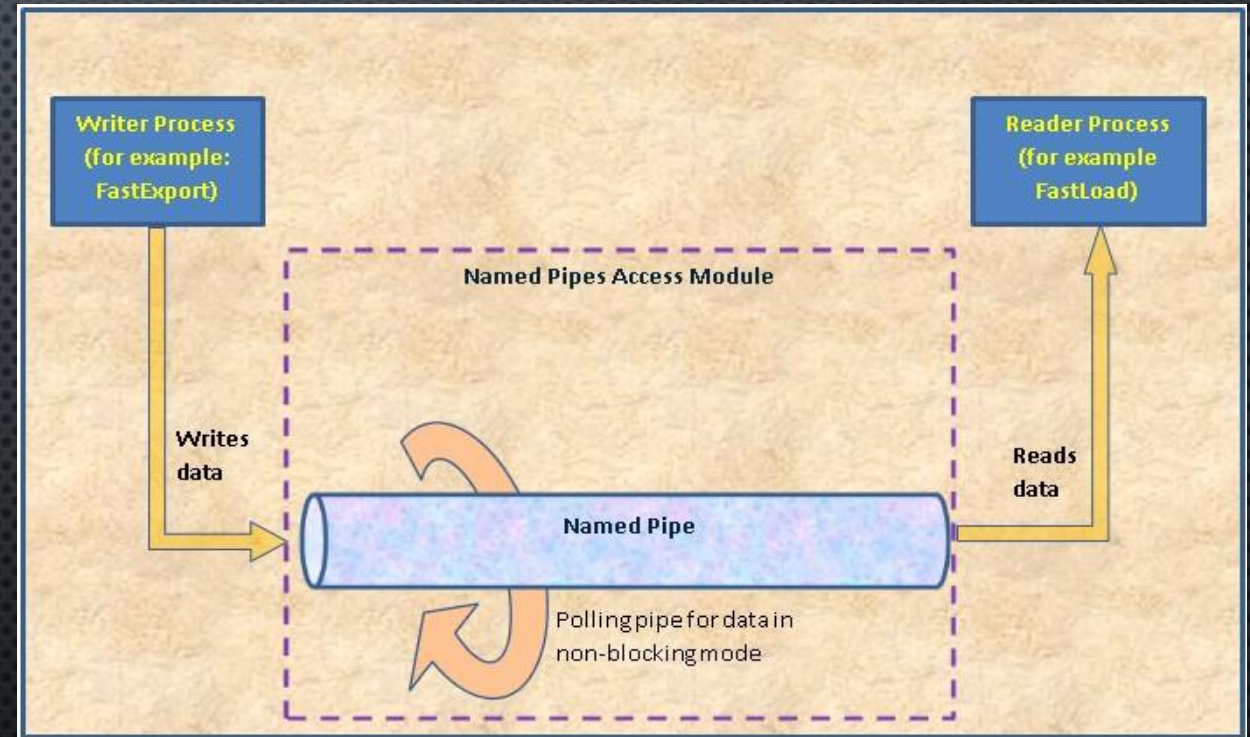 Writer Process
(for example:
FastExport)
Reader Process
(for example
FastLoad)
Named Pipes Access Module
Writes
data
Reads
data
Named Pipe
Polling pipe for data in
non-blocking mode